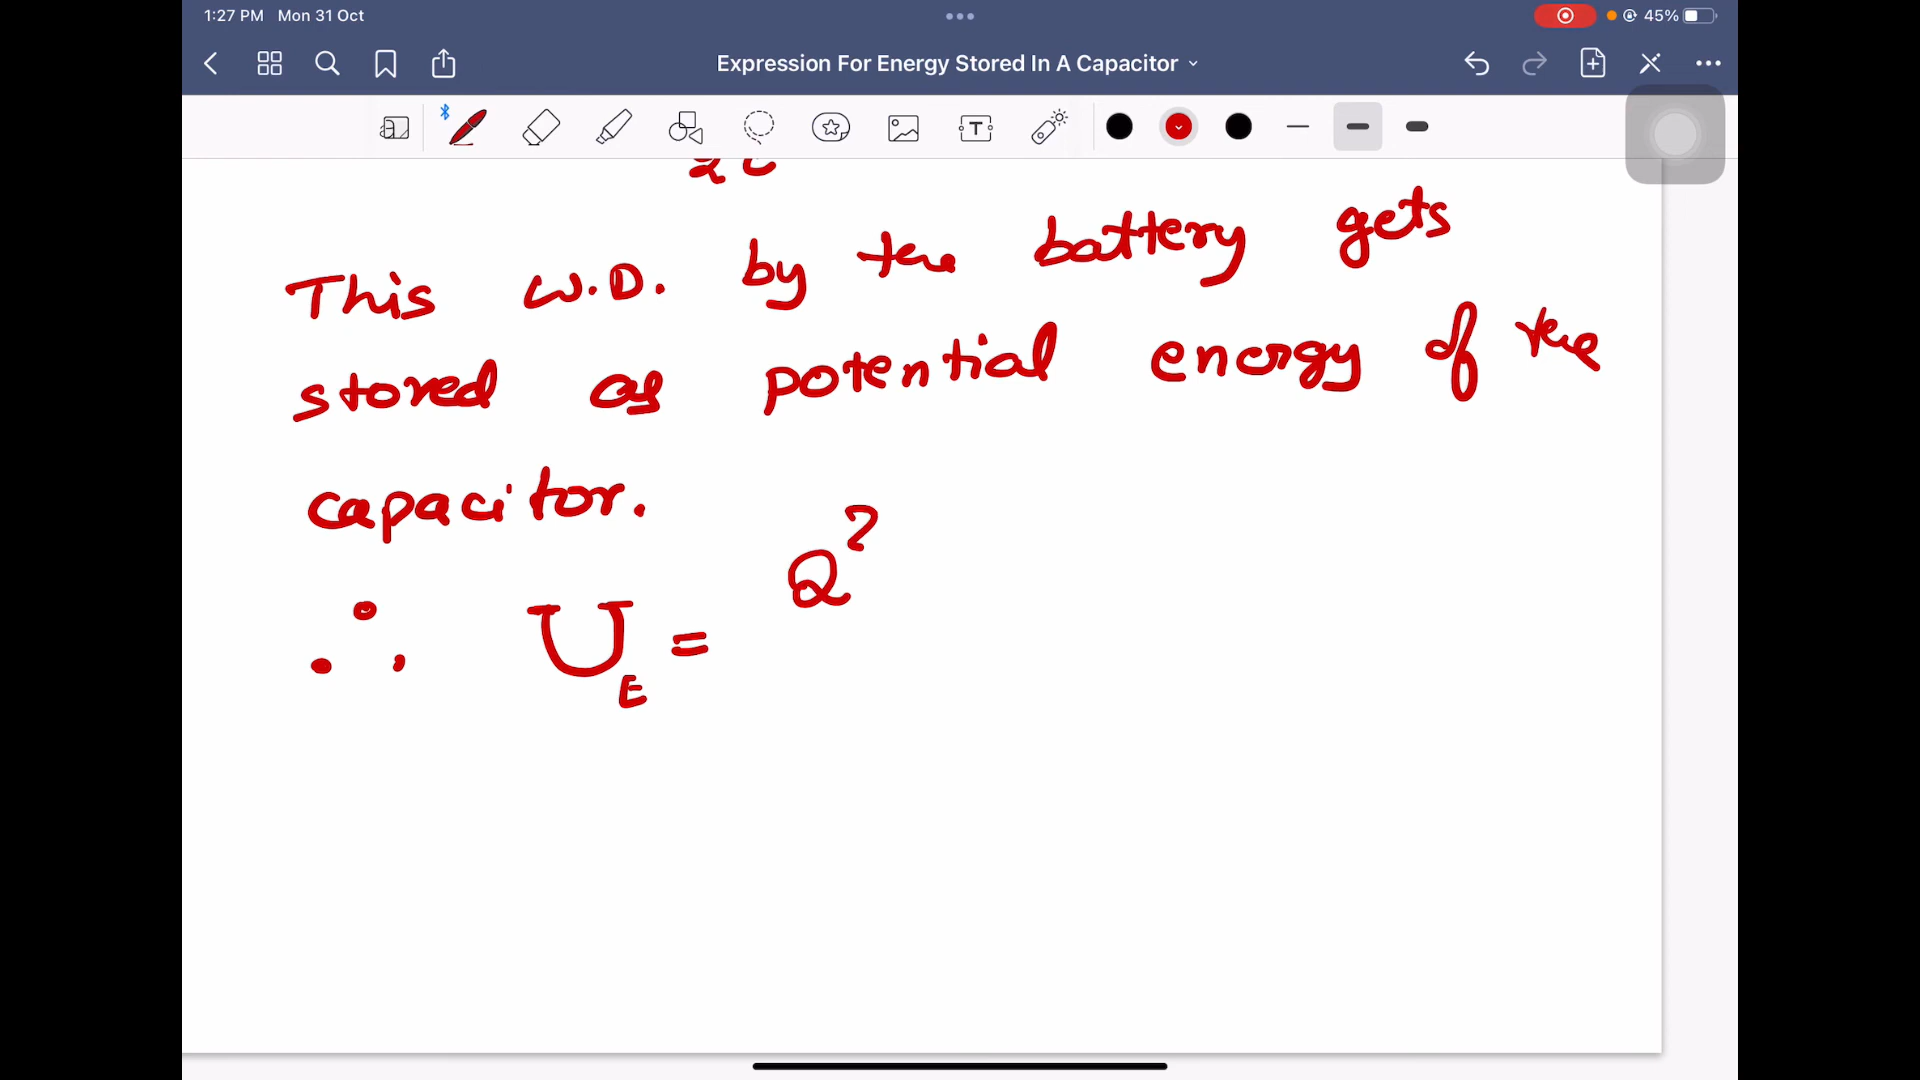 1:27 PM Mon 31 Oct
45%
Expression For Energy Stored In A Capacitor
T
2C
This W.D. by the battery gets
stored as potential energy of the
capacitor.
∴ U_E = Q²